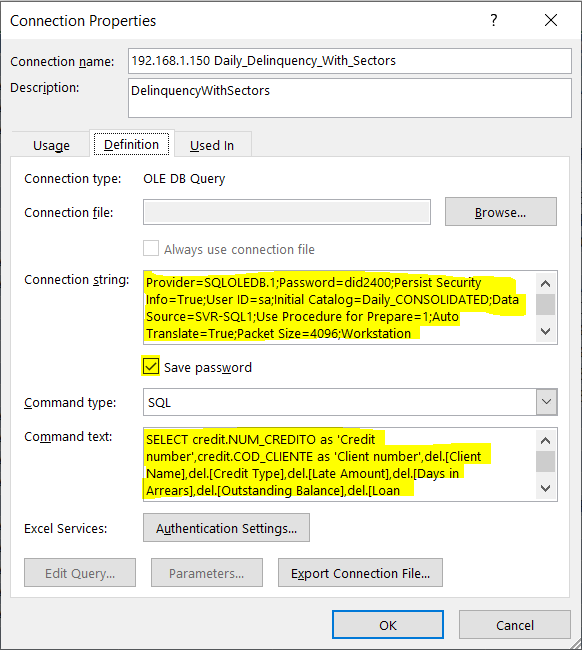 Connection Properties
? ×
Connection name: 192.168.1.150 Daily_Delinquency_With_Sectors
Description: DelinquencyWithSectors
Usage Definition Used In
Connection type: OLE DB Query
Connection file: Browse...
Always use connection file
Connection string: Provider=SQLOLEDB.1;Password=did2400;Persist Security
Info=True;User ID=sa;Initial Catalog=Daily_CONSOLIDATED;Data
Source=SVR-SQL1;Use Procedure for Prepare=1;Auto
Translate=True;Packet Size=4096;Workstation
Save password
Command type: SQL
Command text: SELECT credit.NUM_CREDITO as 'Credit
number',credit.COD_CLIENTE as 'Client number',del.[Client
Name],del.[Credit Type],del.[Late Amount],del.[Days in
Arrears],del.[Outstanding Balance],del.[Loan
Excel Services: Authentication Settings...
Edit Query... Parameters... Export Connection File...
OK Cancel